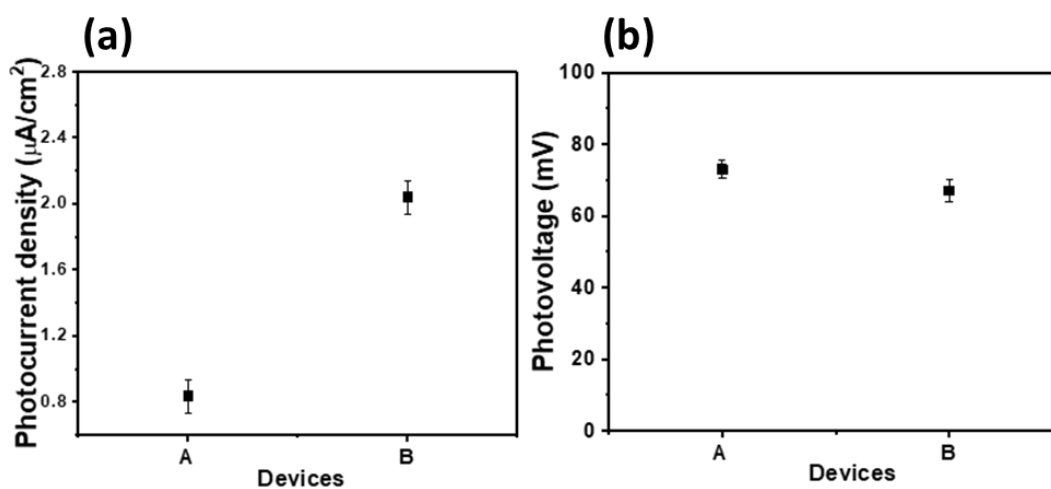 (a)
Photocurrent density (μA/cm²)
2.8
2.4
2.0
1.6
1.2
0.8
A
B
Devices
(b)
Photovoltage (mV)
100
80
60
40
20
0
A
B
Devices